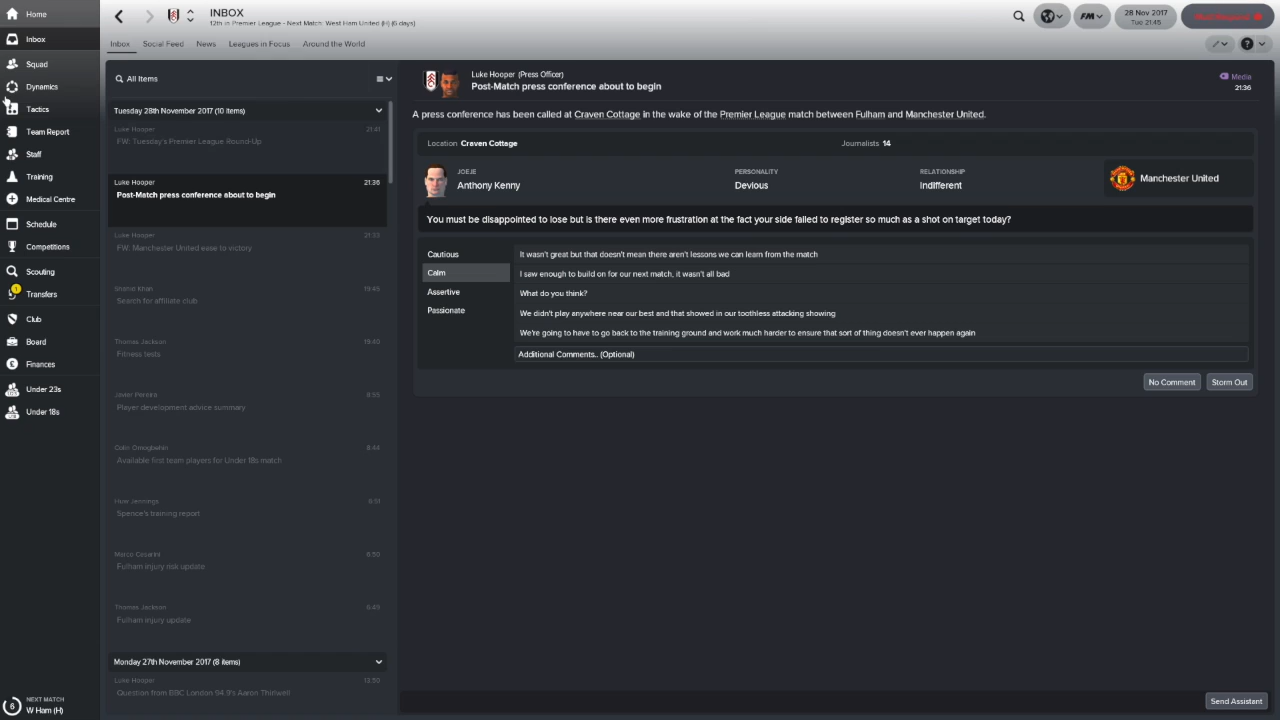 Home
Inbox
Squad
Dynamics
Tactics
Team Report
Staff
Training
Medical Centre
Schedule
Competitions
Scouting
1
Transfers
Club
Board
Finances
Under 23s
Under 18s
6
NEXT MATCH
W Ham (H)
INBOX
12th in Premier League - Next Match: West Ham United (H) (6 days)
FM
28 Nov 2017
Tue 21:45
Inbox Social Feed News Leagues in Focus Around the World
?
All Items
Tuesday 28th November 2017 (10 items)
Luke Hooper 21:41
FW: Tuesday's Premier League Round-Up
Luke Hooper 21:36
Post-Match press conference about to begin
Luke Hooper 21:33
FW: Manchester United ease to victory
Shahid Khan 19:45
Search for affiliate club
Thomas Jackson 19:40
Fitness tests
Javier Pereira 8:55
Player development advice summary
Colin Omogbehin 8:44
Available first team players for Under 18s match
Huw Jennings 6:51
Spence's training report
Marco Cesarini 6:50
Fulham injury risk update
Thomas Jackson 6:49
Fulham injury update
Monday 27th November 2017 (8 items)
Luke Hooper 13:50
Question from BBC London 94.9's Aaron Thirlwell
Luke Hooper (Press Officer)
Post-Match press conference about to begin
Media
21:36
A press conference has been called at Craven Cottage in the wake of the Premier League match between Fulham and Manchester United.
Location Craven Cottage Journalists 14
JOEJE PERSONALITY RELATIONSHIP
Anthony Kenny Devious Indifferent Manchester United
You must be disappointed to lose but is there even more frustration at the fact your side failed to register so much as a shot on target today?
Cautious
Calm
Assertive
Passionate
It wasn't great but that doesn't mean there aren't lessons we can learn from the match
I saw enough to build on for our next match, it wasn't all bad
What do you think?
We didn't play anywhere near our best and that showed in our toothless attacking showing
We're going to have to go back to the training ground and work much harder to ensure that sort of thing doesn't ever happen again
Additional Comments.. (Optional)
No Comment Storm Out
Send Assistant